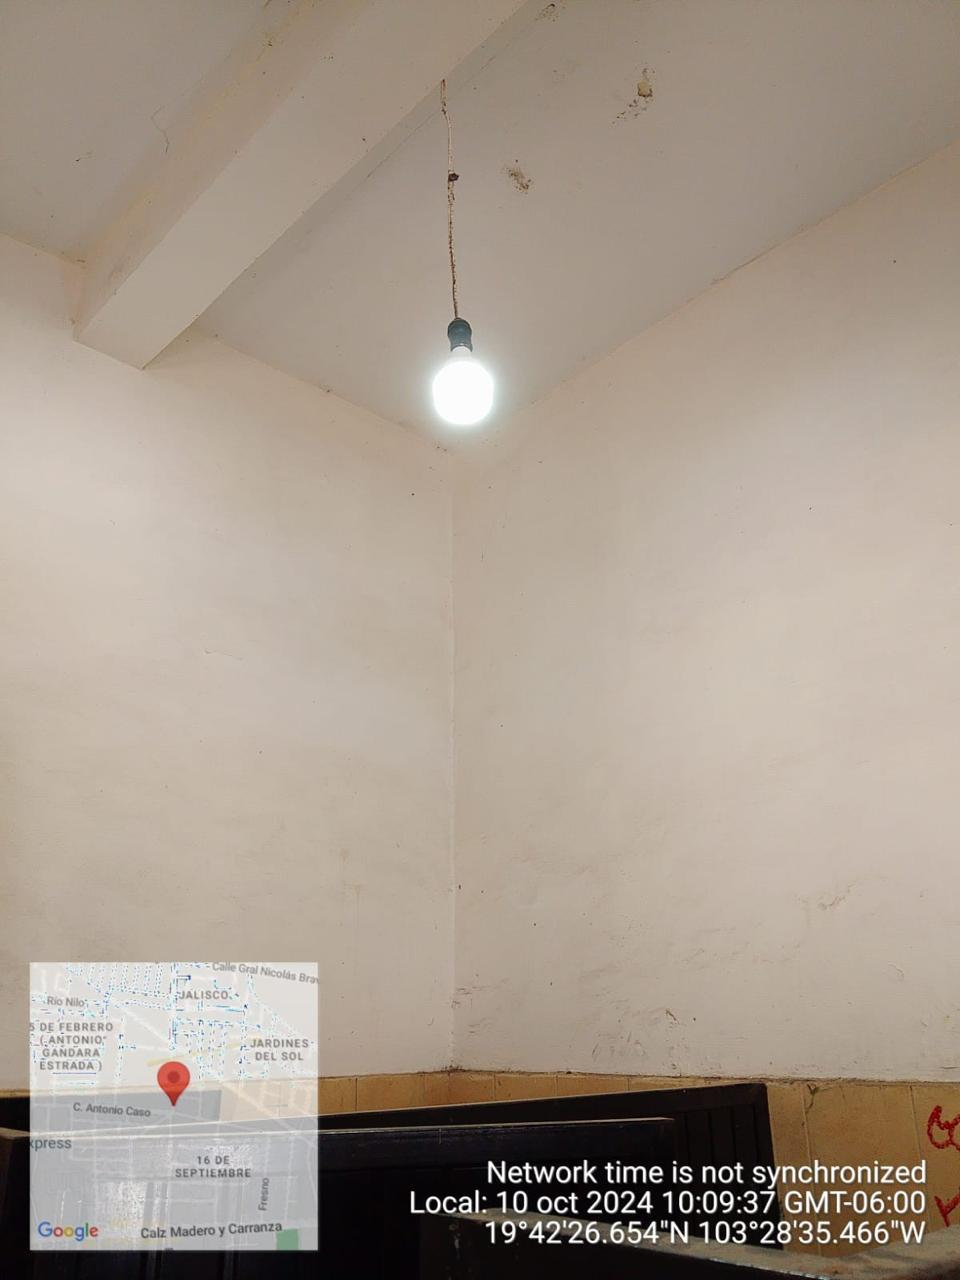 Calle Gral Nicolás Brav
JALISCO
Río Nilo
5 DE FEBRERO
( ANTONIO
GANDARA
ESTRADA )
JARDINES
DEL SOL
C. Antonio Caso
xpress
16 DE
SEPTIEMBRE
Fresno
Google
Calz Madero y Carranza
Network time is not synchronized
Local: 10 oct 2024 10:09:37 GMT-06:00
19°42'26.654"N 103°28'35.466"W